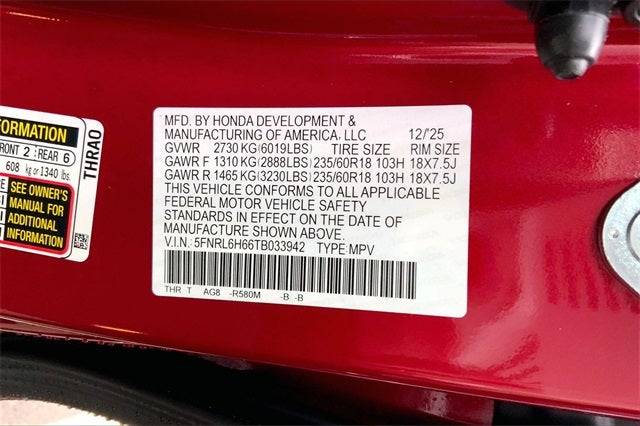 FORMATION
FRONT 2 REAR 6
608 kg or 1340 lbs.
SEE OWNER'S
MANUAL FOR
ADDITIONAL
INFORMATION
THRA0
MFD. BY HONDA DEVELOPMENT &
MANUFACTURING OF AMERICA, LLC 12/'25
GVWR 2730 KG (6019LBS) TIRE SIZE RIM SIZE
GAWR F 1310 KG (2888LBS) 235/60R18 103H 18X7.5J
GAWR R 1465 KG (3230LBS) 235/60R18 103H 18X7.5J
THIS VEHICLE CONFORMS TO ALL APPLICABLE
FEDERAL MOTOR VEHICLE SAFETY
STANDARDS IN EFFECT ON THE DATE OF
MANUFACTURE SHOWN ABOVE.
V.I.N.: 5FNRL6H66TB033942 TYPE:MPV
THR T AG8 -R580M -B -B